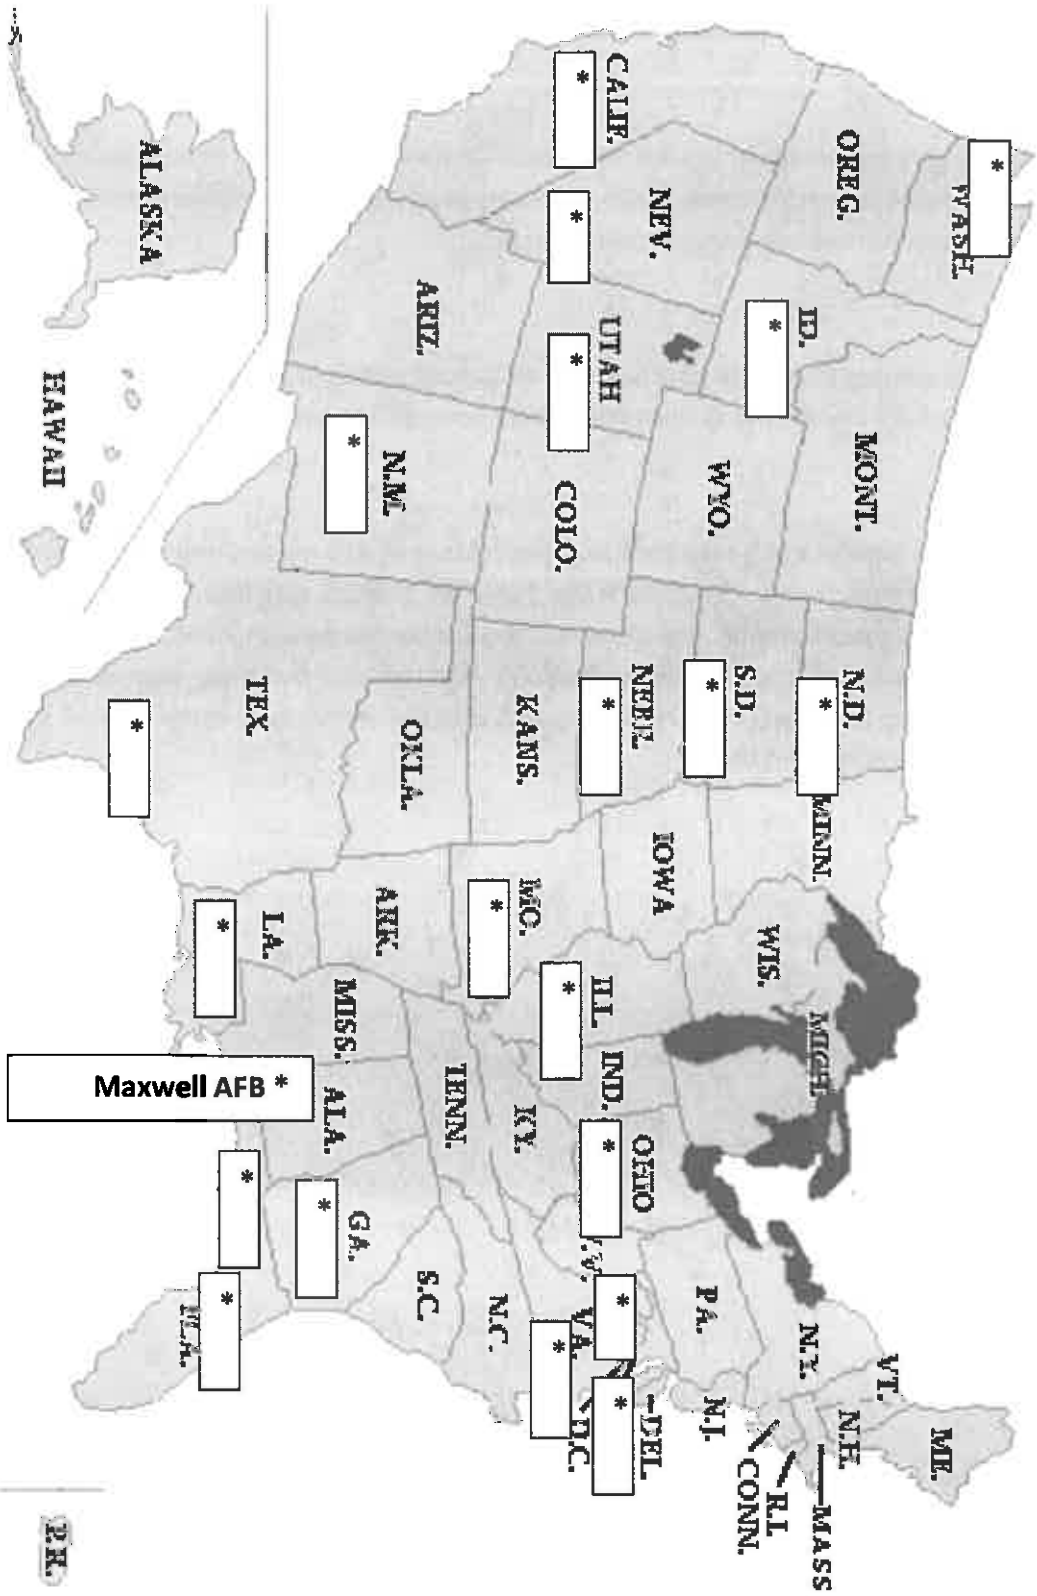 *
WASH.
OREG.
CALIF.
*
NEV.
*
ID.
*
MONT.
WYO.
UTAH
*
COLO.
ARIZ.
N.M.
*
N.D.
*
S.D.
*
NEBR.
*
KANS.
OKLA.
TEX
*
MINN.
IOWA
MO.
*
ARK.
LA.
*
WIS.
ILL.
*
MICH.
IND.
OHIO
*
KY.
TENN.
MISS.
ALA.
Maxwell AFB *
GA.
*
*
FLA.
*
S.C.
N.C.
VA.
*
*
*
D.C.
DEL.
PA.
N.J.
N.Y.
VT.
N.H.
ME.
MASS
R.I.
CONN.
ALASKA
HAWAII
P.R.